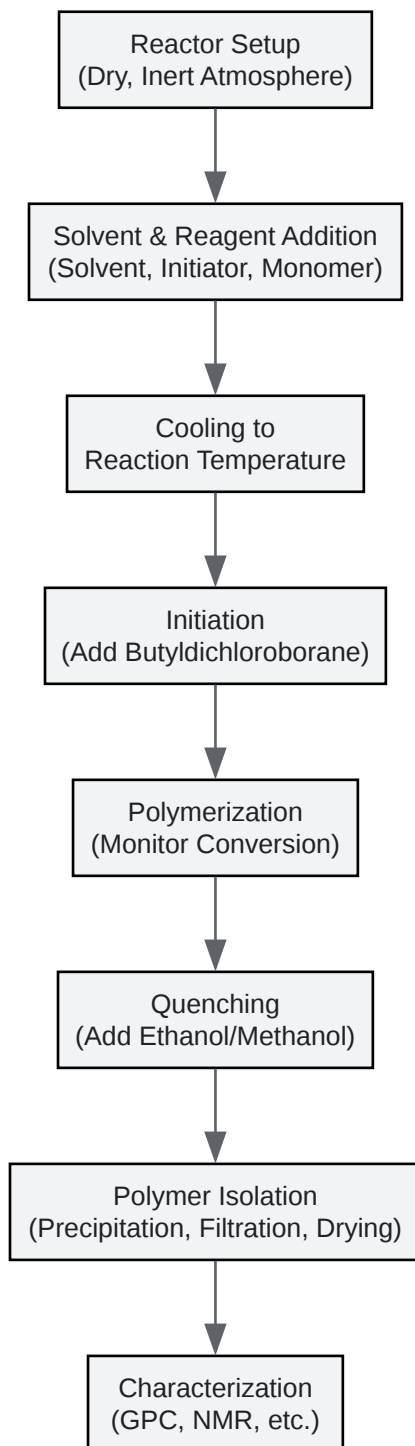 Reactor Setup
(Dry, Inert Atmosphere)
Solvent & Reagent Addition
(Solvent, Initiator, Monomer)
Cooling to
Reaction Temperature
Initiation
(Add Butyldichloroborane)
Polymerization
(Monitor Conversion)
Quenching
(Add Ethanol/Methanol)
Polymer Isolation
(Precipitation, Filtration, Drying)
Characterization
(GPC, NMR, etc.)